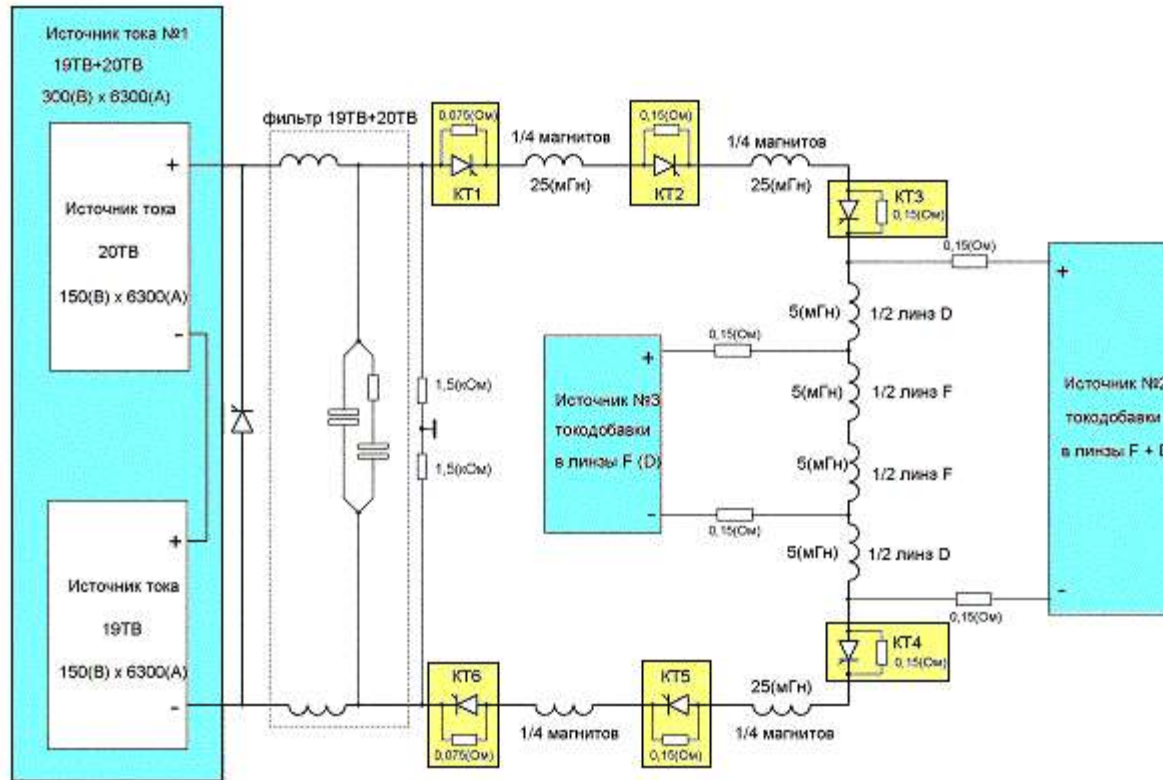 Источник тока №1
19ТВ+20ТВ
300(В) х 6300(А)
+
Источник тока
20ТВ
150(В) х 6300(А)
-
+
Источник тока
19ТВ
150(В) х 6300(А)
-
фильтр 19ТВ+20ТВ
1,5(кОм)
1,5(кОм)
0,075(Ом)
КТ1
1/4 магнитов
25(мГн)
0,15(Ом)
КТ2
1/4 магнитов
25(мГн)
КТ3
0,15(Ом)
0,15(Ом)
5(мГн)
1/2 линз D
0,15(Ом)
5(мГн)
1/2 линз F
5(мГн)
1/2 линз F
0,15(Ом)
5(мГн)
1/2 линз D
0,15(Ом)
+
Источник №3
токодобавки
в линзы F (D)
-
+
Источник №2
токодобавки
в линзы F + D
-
КТ4
0,15(Ом)
КТ6
0,075(Ом)
1/4 магнитов
КТ5
0,15(Ом)
25(мГн)
1/4 магнитов